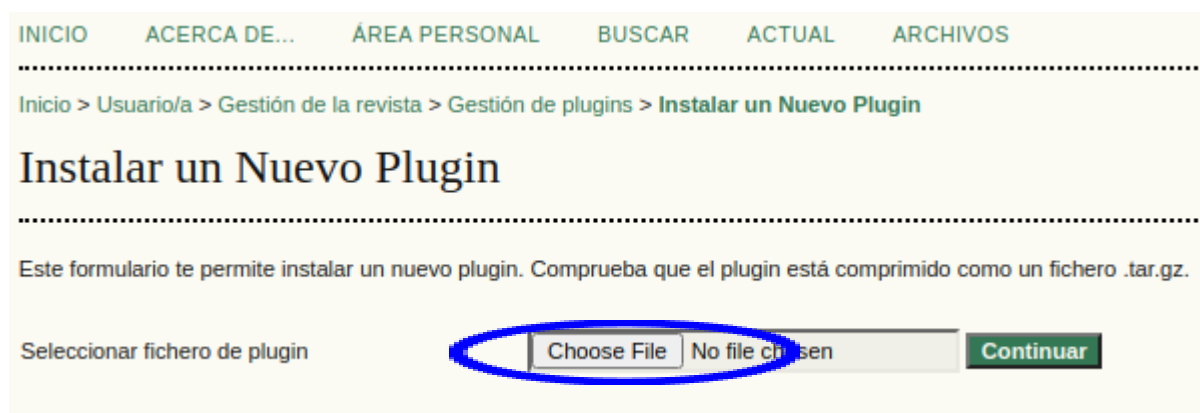 INICIO ACERCA DE... ÁREA PERSONAL BUSCAR ACTUAL ARCHIVOS
Inicio > Usuario/a > Gestión de la revista > Gestión de plugins > Instalar un Nuevo Plugin
Instalar un Nuevo Plugin
Este formulario te permite instalar un nuevo plugin. Comprueba que el plugin está comprimido como un fichero .tar.gz.
Seleccionar fichero de plugin Choose File No file chosen Continuar